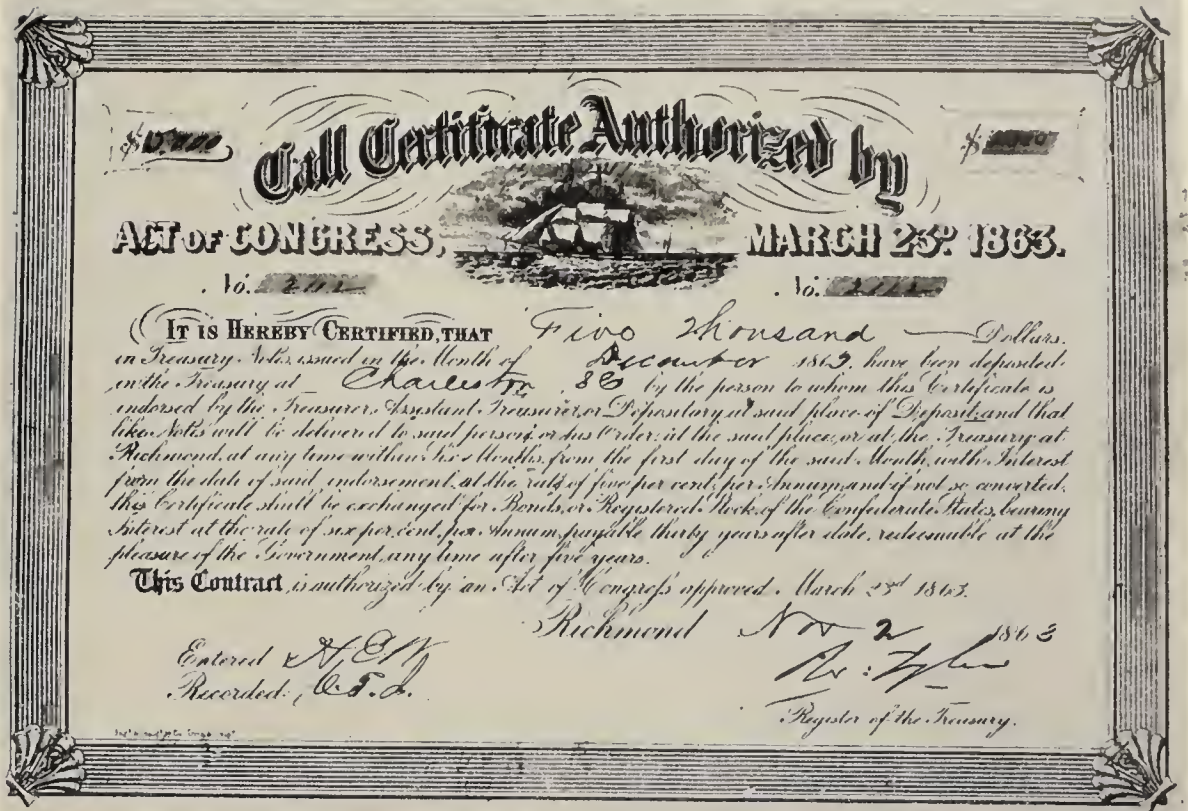 Call Certificate Authorized by
ACT OF CONGRESS, MARCH 23D. 1863.
No. No.
IT IS HEREBY CERTIFIED, THAT Five Thousand Dollars.
in Treasury Notes, issued in the Month of December 1862, have been deposited
in the Treasury at Charleston SC by the person to whom this Certificate is
indorsed by the Treasurer, Assistant Treasurer, or Depositary, at said place of Deposit; and that
like Notes will be delivered to said person, or his Order, at the said place, or at the Treasury at
Richmond, at any time within Six Months, from the first day of the said Month, with Interest
from the date of said indorsement, at the rate of five per cent, per Annum, and if not so converted,
this Certificate shall be exchanged for Bonds, or Registered Stock, of the Confederate States, bearing
Interest at the rate of six per cent, per Annum, payable thirty years after date, redeemable at the
pleasure of the Government, any time after five years.
This Contract, is authorized by an Act of Congress approved March 23rd 1863.
Richmond Nov 2 1863
Entered H.E.W
Recorded
Tyler
Register of the Treasury.